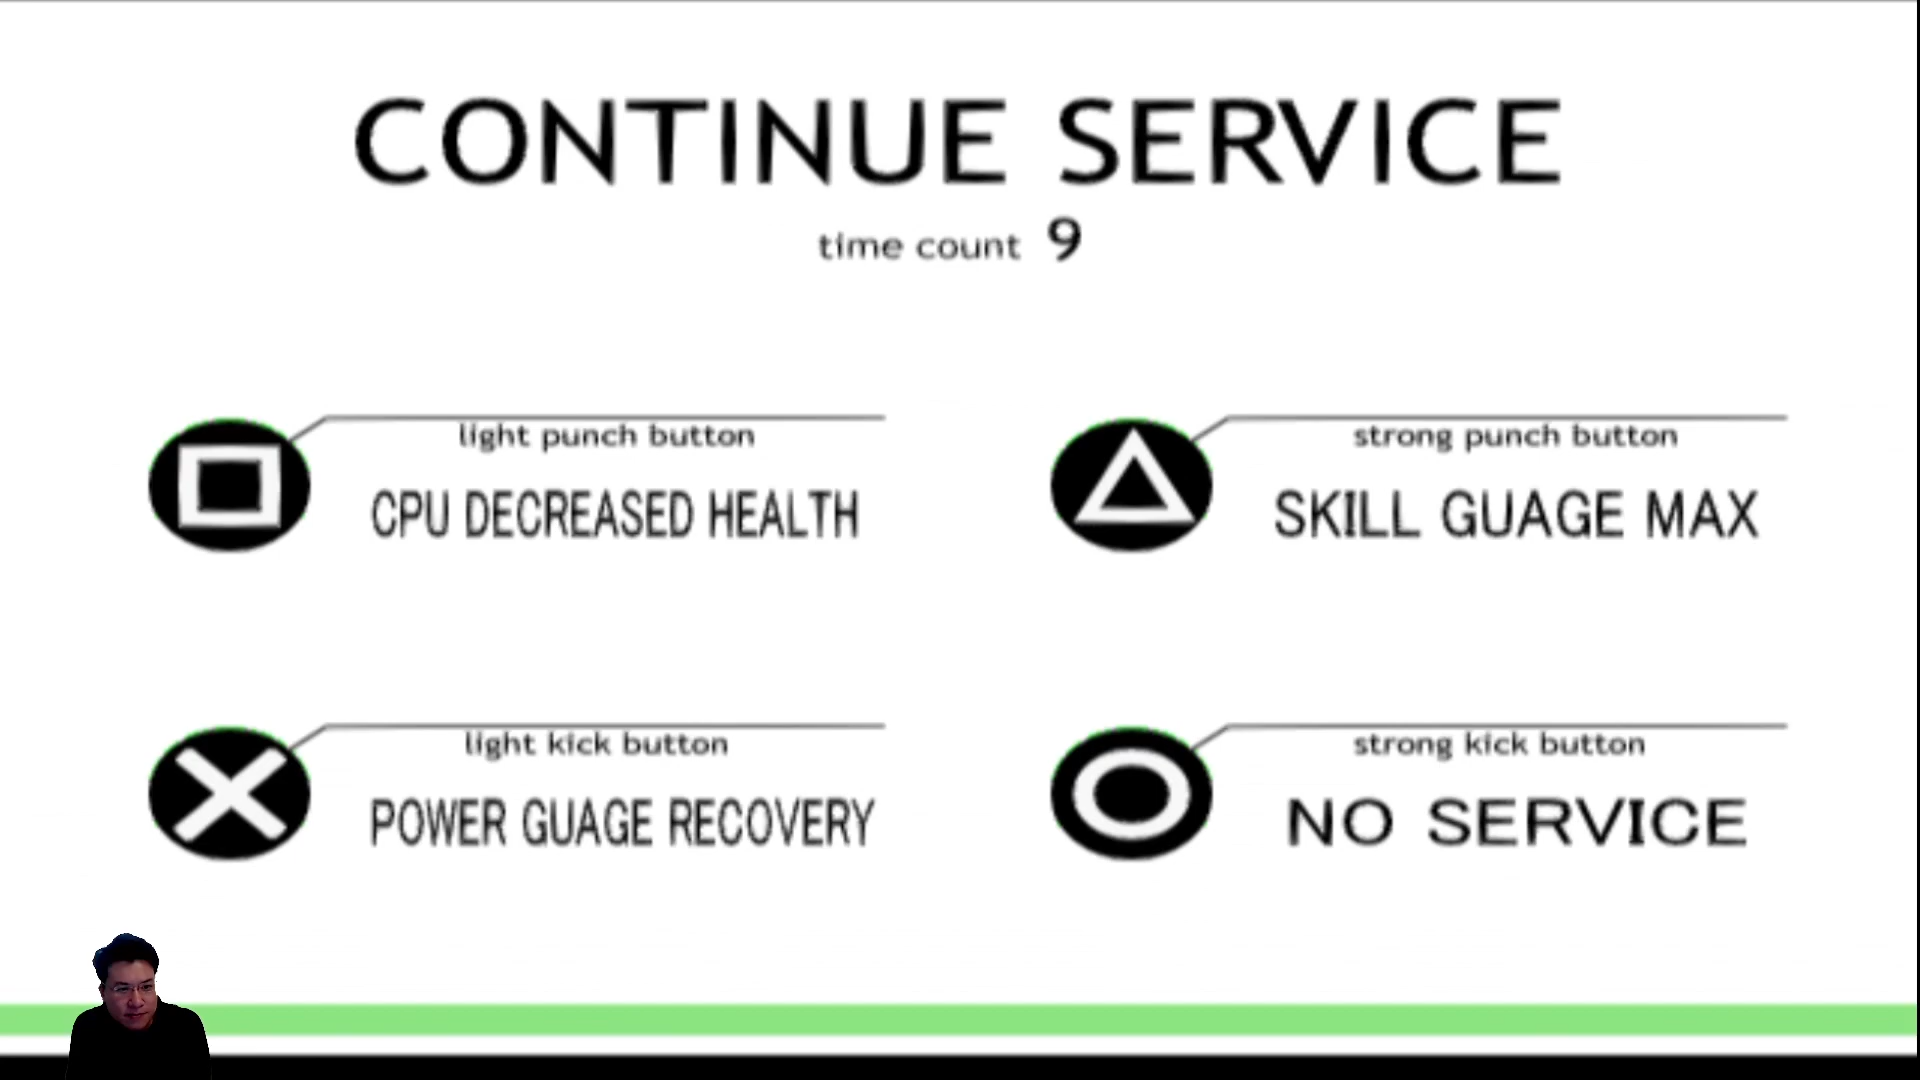 CONTINUE SERVICE
time count 9
light punch button
CPU DECREASED HEALTH
strong punch button
SKILL GUAGE MAX
light kick button
POWER GUAGE RECOVERY
strong kick button
NO SERVICE